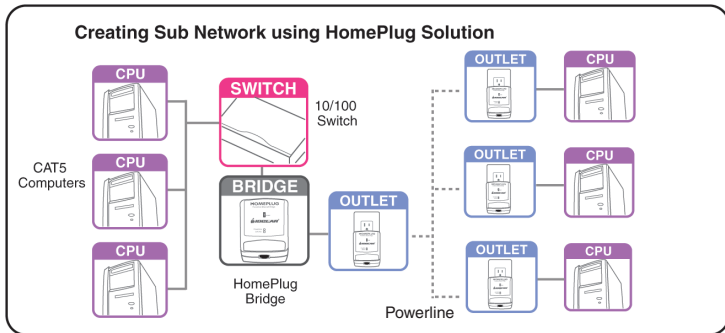 Creating Sub Network using HomePlug Solution
CPU
CPU
CPU
CAT5
Computers
SWITCH
10/100
Switch
BRIDGE
HOMEPLUG
HomePlug
Bridge
OUTLET
Powerline
OUTLET
CPU
OUTLET
CPU
OUTLET
CPU